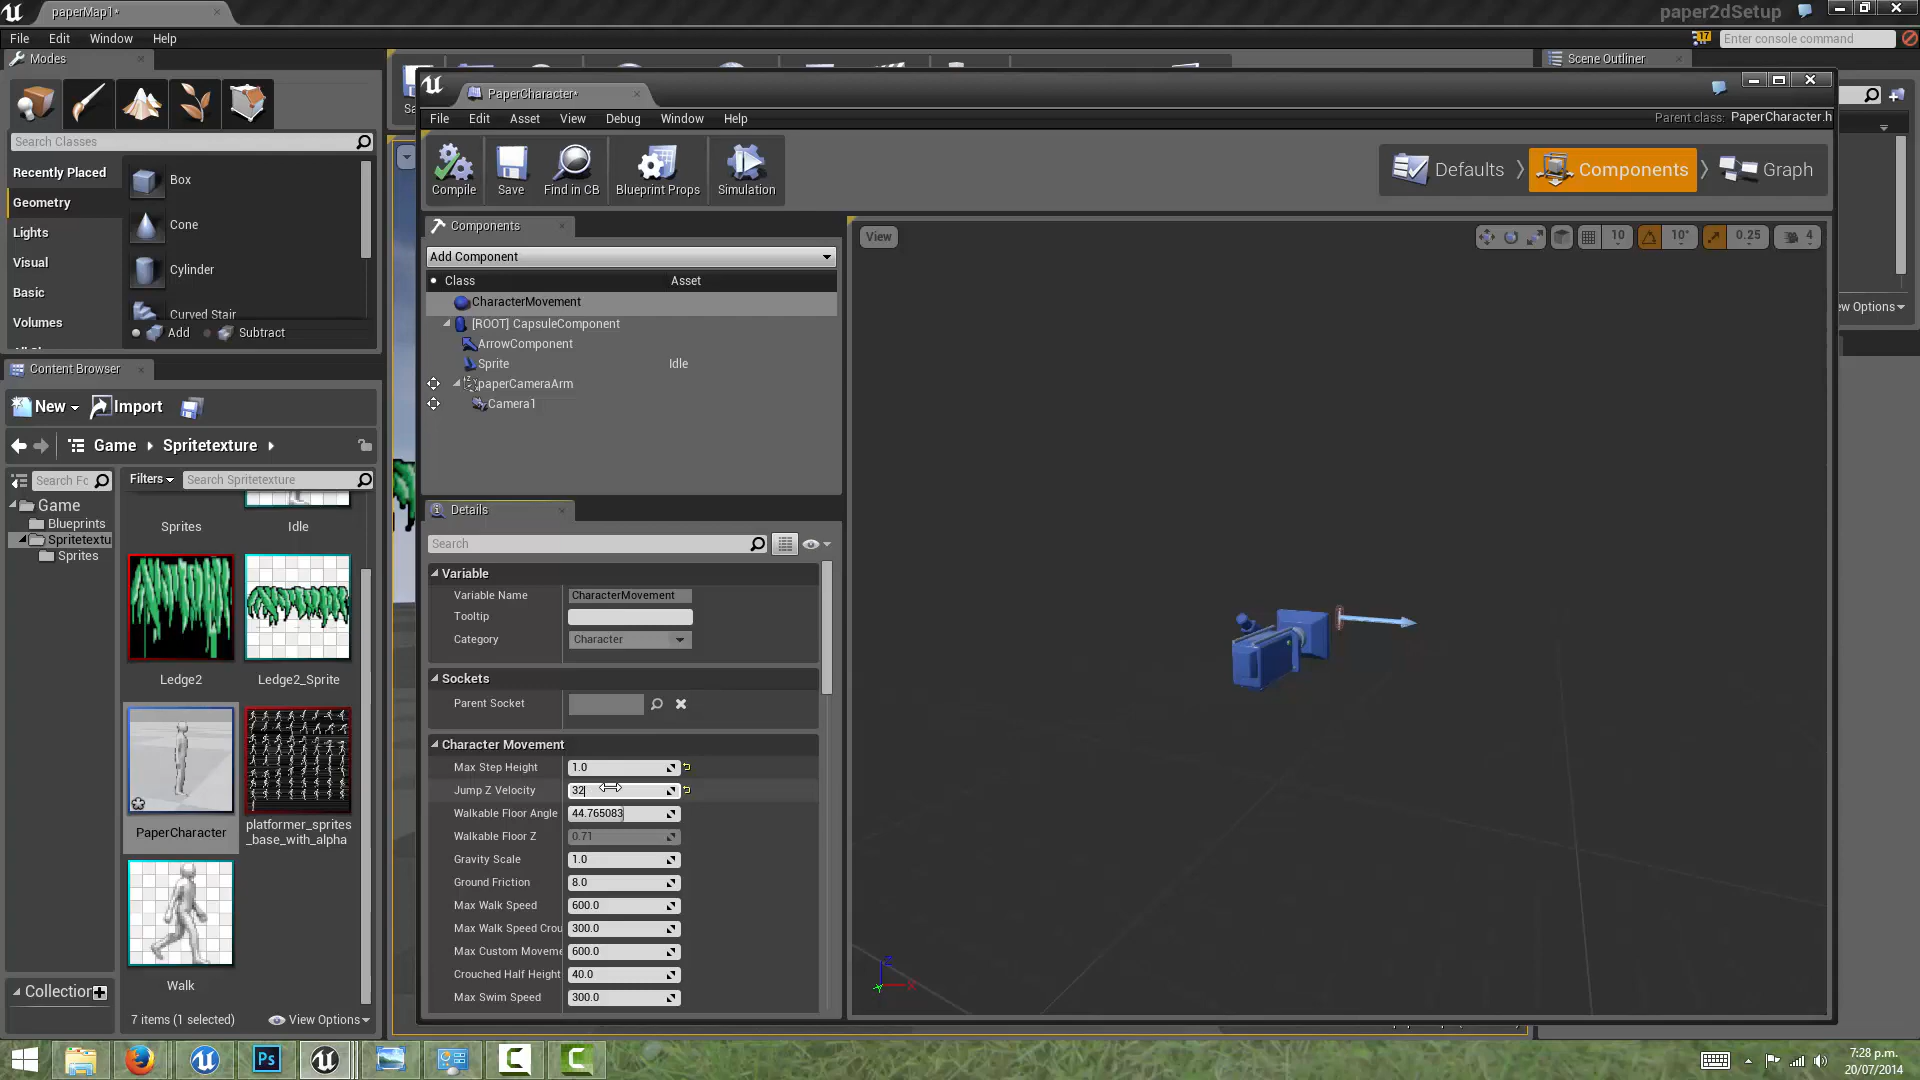 paperMap1*
paper2dSetup
File Edit Window Help
17
Enter console command
Modes
Scene Outliner
PaperCharacter*
File Edit Asset View Debug Window Help
Parent class: PaperCharacter.h
Search Classes
Recently Placed
Geometry
Lights
Visual
Basic
Volumes
Box
Cone
Cylinder
Curved Stair
Add Subtract
Compile
Save
Find in CB
Blueprint Props
Simulation
Defaults
Components
Graph
Components
Add Component
Class Asset
CharacterMovement
[ROOT] CapsuleComponent
ArrowComponent
Sprite Idle
paperCameraArm
Camera1
View
10
10°
0.25
4
iew Options
Content Browser
New
Import
Game Spritetexture
Search Fo
Filters
Search Spritetexture
Game
Blueprints
Spritetextu
Sprites
Sprites
Idle
Ledge2
Ledge2_Sprite
PaperCharacter
platformer_sprites
_base_with_alpha
Walk
Collection
7 items (1 selected)
View Options
Details
Search
Variable
Variable Name CharacterMovement
Tooltip
Category Character
Sockets
Parent Socket
Character Movement
Max Step Height 1.0
Jump Z Velocity 32
Walkable Floor Angle 44.765083
Walkable Floor Z 0.71
Gravity Scale 1.0
Ground Friction 8.0
Max Walk Speed 600.0
Max Walk Speed Crou 300.0
Max Custom Moveme 600.0
Crouched Half Height 40.0
Max Swim Speed 300.0
Z
X
Ps
7:28 p.m.
20/07/2014